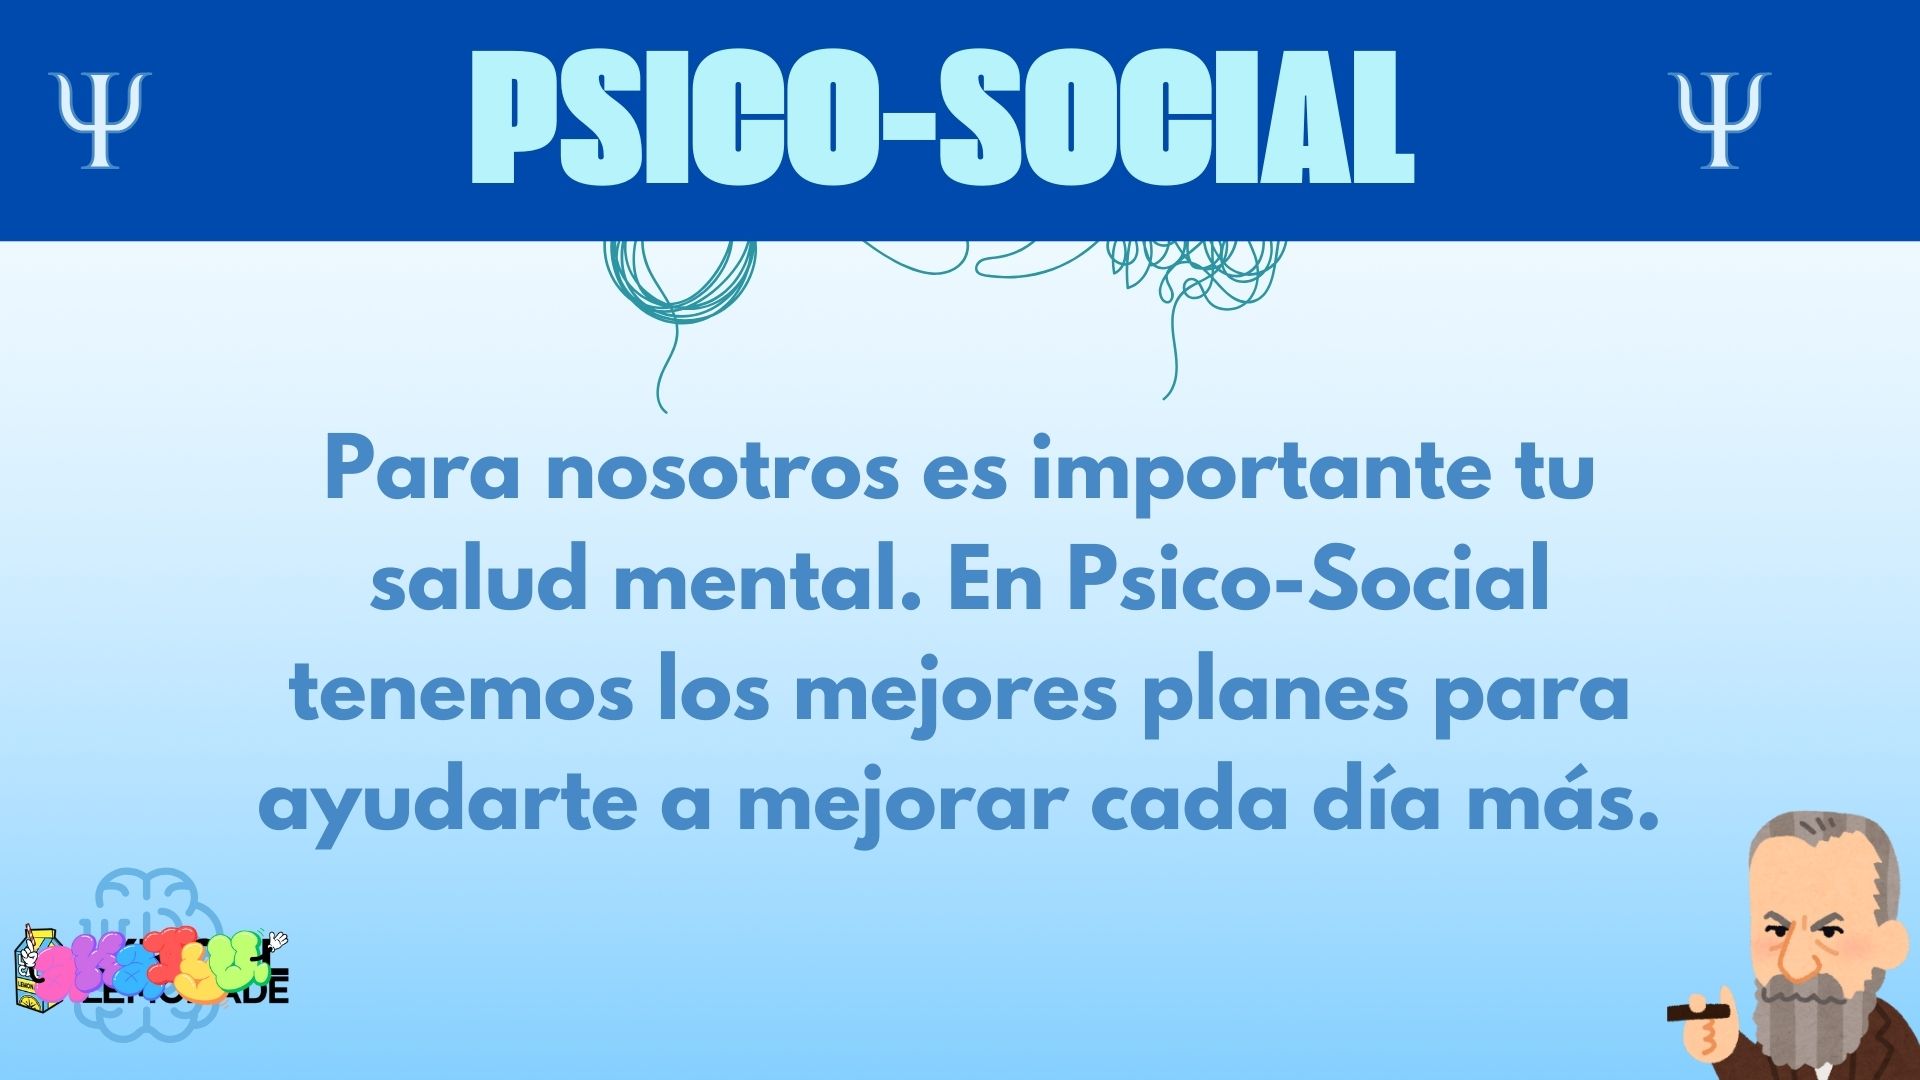 Ψ PSICO-SOCIAL Ψ
Para nosotros es importante tu
salud mental. En Psico-Social
tenemos los mejores planes para
ayudarte a mejorar cada día más.